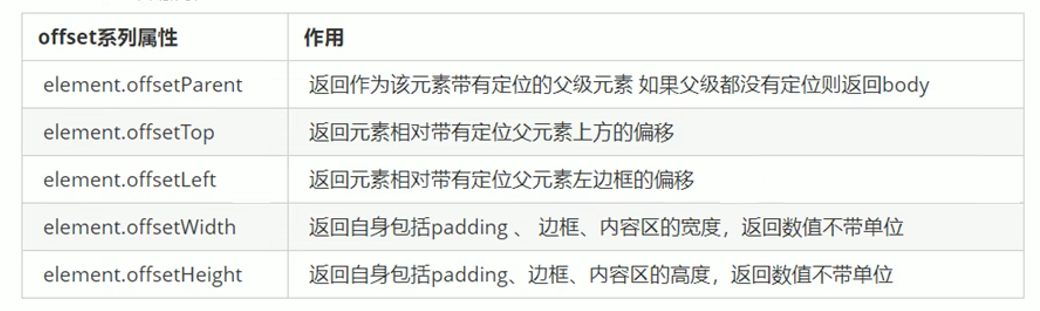 offset系列属性 作用
element.offsetParent 返回作为该元素带有定位的父级元素 如果父级都没有定位则返回body
element.offsetTop 返回元素相对带有定位父元素上方的偏移
element.offsetLeft 返回元素相对带有定位父元素左边框的偏移
element.offsetWidth 返回自身包括padding 、 边框、内容区的宽度，返回数值不带单位
element.offsetHeight 返回自身包括padding、边框、内容区的高度，返回数值不带单位